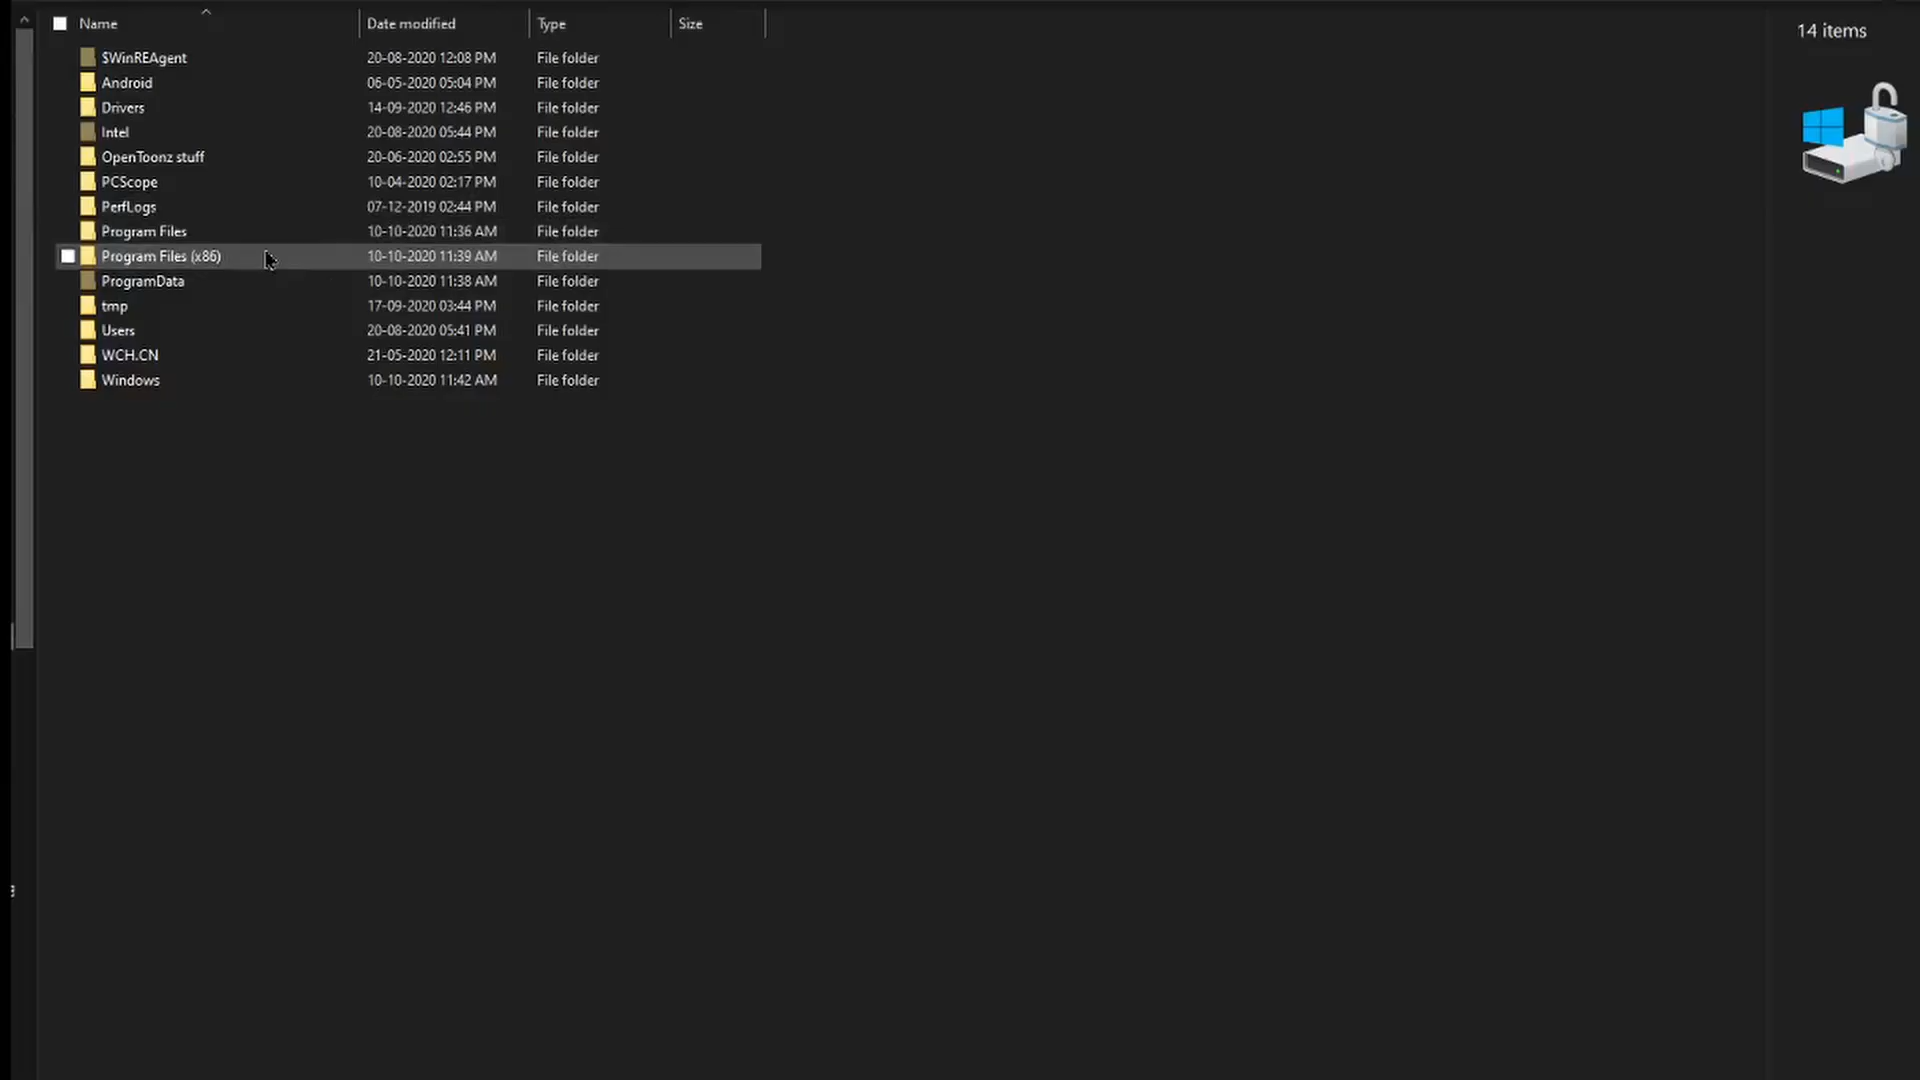 Name Date modified Type Size
$WinREAgent 20-08-2020 12:08 PM File folder
Android 06-05-2020 05:04 PM File folder
Drivers 14-09-2020 12:46 PM File folder
Intel 20-08-2020 05:44 PM File folder
OpenToonz stuff 20-06-2020 02:55 PM File folder
PCScope 10-04-2020 02:17 PM File folder
PerfLogs 07-12-2019 02:44 PM File folder
Program Files 10-10-2020 11:36 AM File folder
Program Files (x86) 10-10-2020 11:39 AM File folder
ProgramData 10-10-2020 11:38 AM File folder
tmp 17-09-2020 03:44 PM File folder
Users 20-08-2020 05:41 PM File folder
WCH.CN 21-05-2020 12:11 PM File folder
Windows 10-10-2020 11:42 AM File folder
14 items